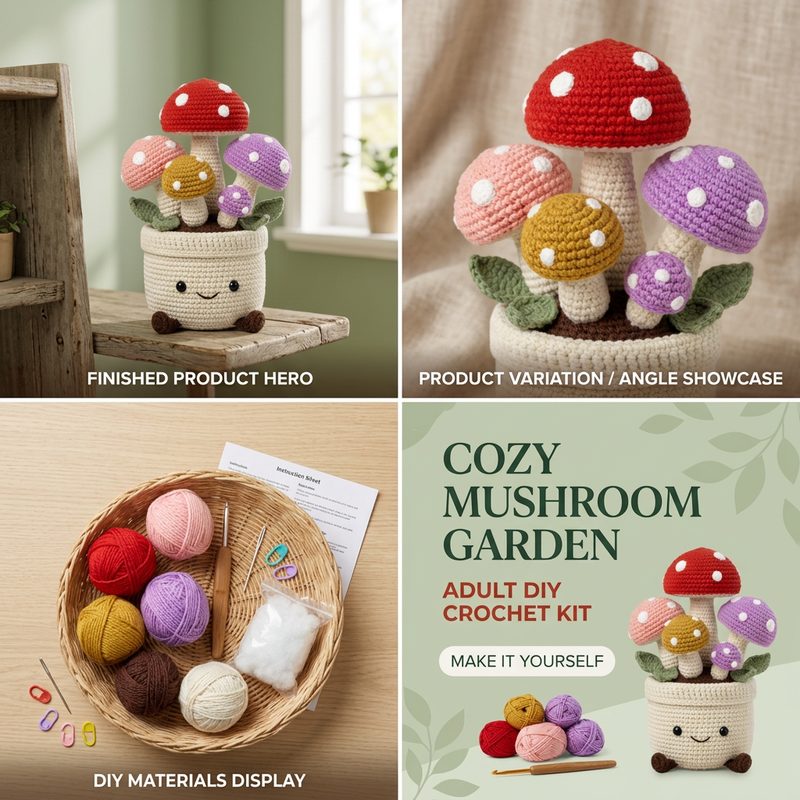 FINISHED PRODUCT HERO
PRODUCT VARIATION / ANGLE SHOWCASE
Instruction Sheet
DIY MATERIALS DISPLAY
COZY
MUSHROOM
GARDEN
ADULT DIY
CROCHET KIT
MAKE IT YOURSELF